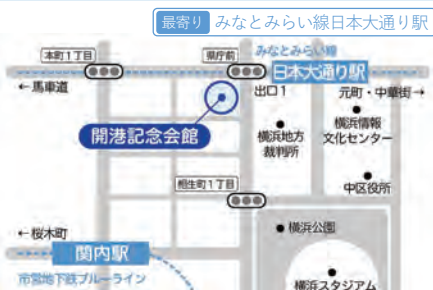 最寄り みなとみらい線日本大通り駅
本町1丁目
県庁前
みなとみらい線
日本大通り駅
←馬車道
出口1
元町・中華街→
開港記念会館
横浜地方
裁判所
横浜情報
文化センター
相生町1丁目
中区役所
←桜木町
横浜公園
関内駅
市営地下鉄ブルーライン
横浜スタジアム